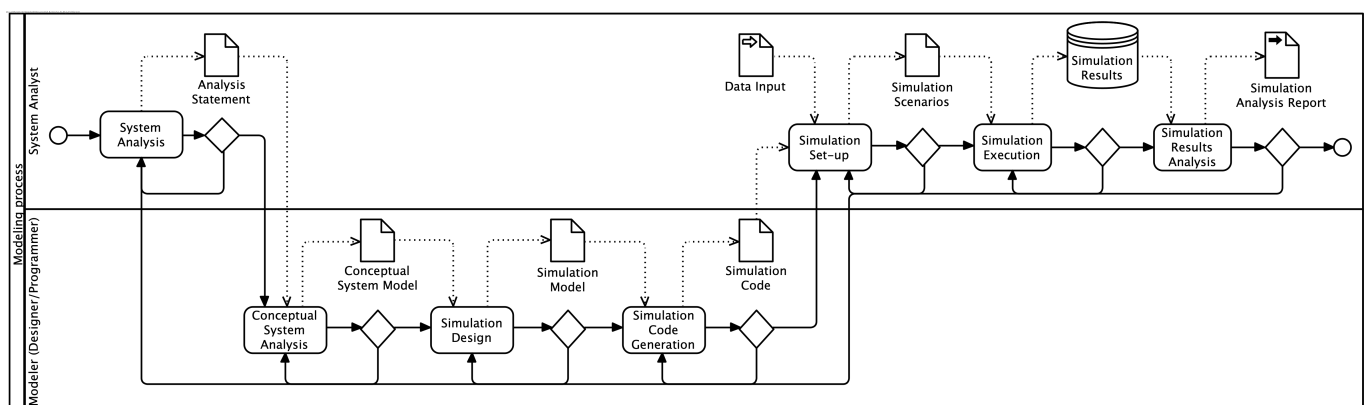 Modeling process
System Analyst
Analysis
Statement
System
Analysis
Data Input
Simulation
Scenarios
Simulation
Results
Simulation
Analysis Report
Simulation
Set-up
Simulation
Execution
Simulation
Results
Analysis
Modeler (Designer/Programmer)
Conceptual
System Model
Simulation
Model
Simulation
Code
Conceptual
System
Analysis
Simulation
Design
Simulation
Code
Generation